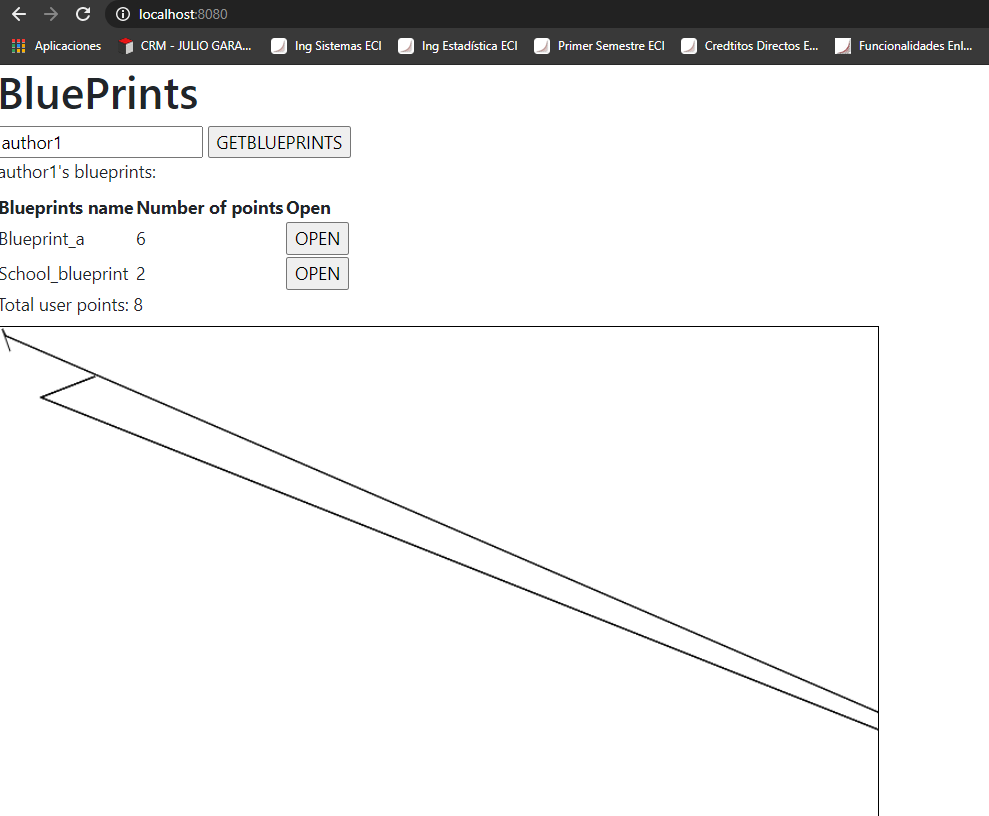 localhost:8080
Aplicaciones CRM - JULIO GARA... Ing Sistemas ECI Ing Estadística ECI Primer Semestre ECI Credtitos Directos E... Funcionalidades Enl...
BluePrints
author1 GETBLUEPRINTS
author1's blueprints:
Blueprints name Number of points Open
Blueprint_a 6 OPEN
School_blueprint 2 OPEN
Total user points: 8